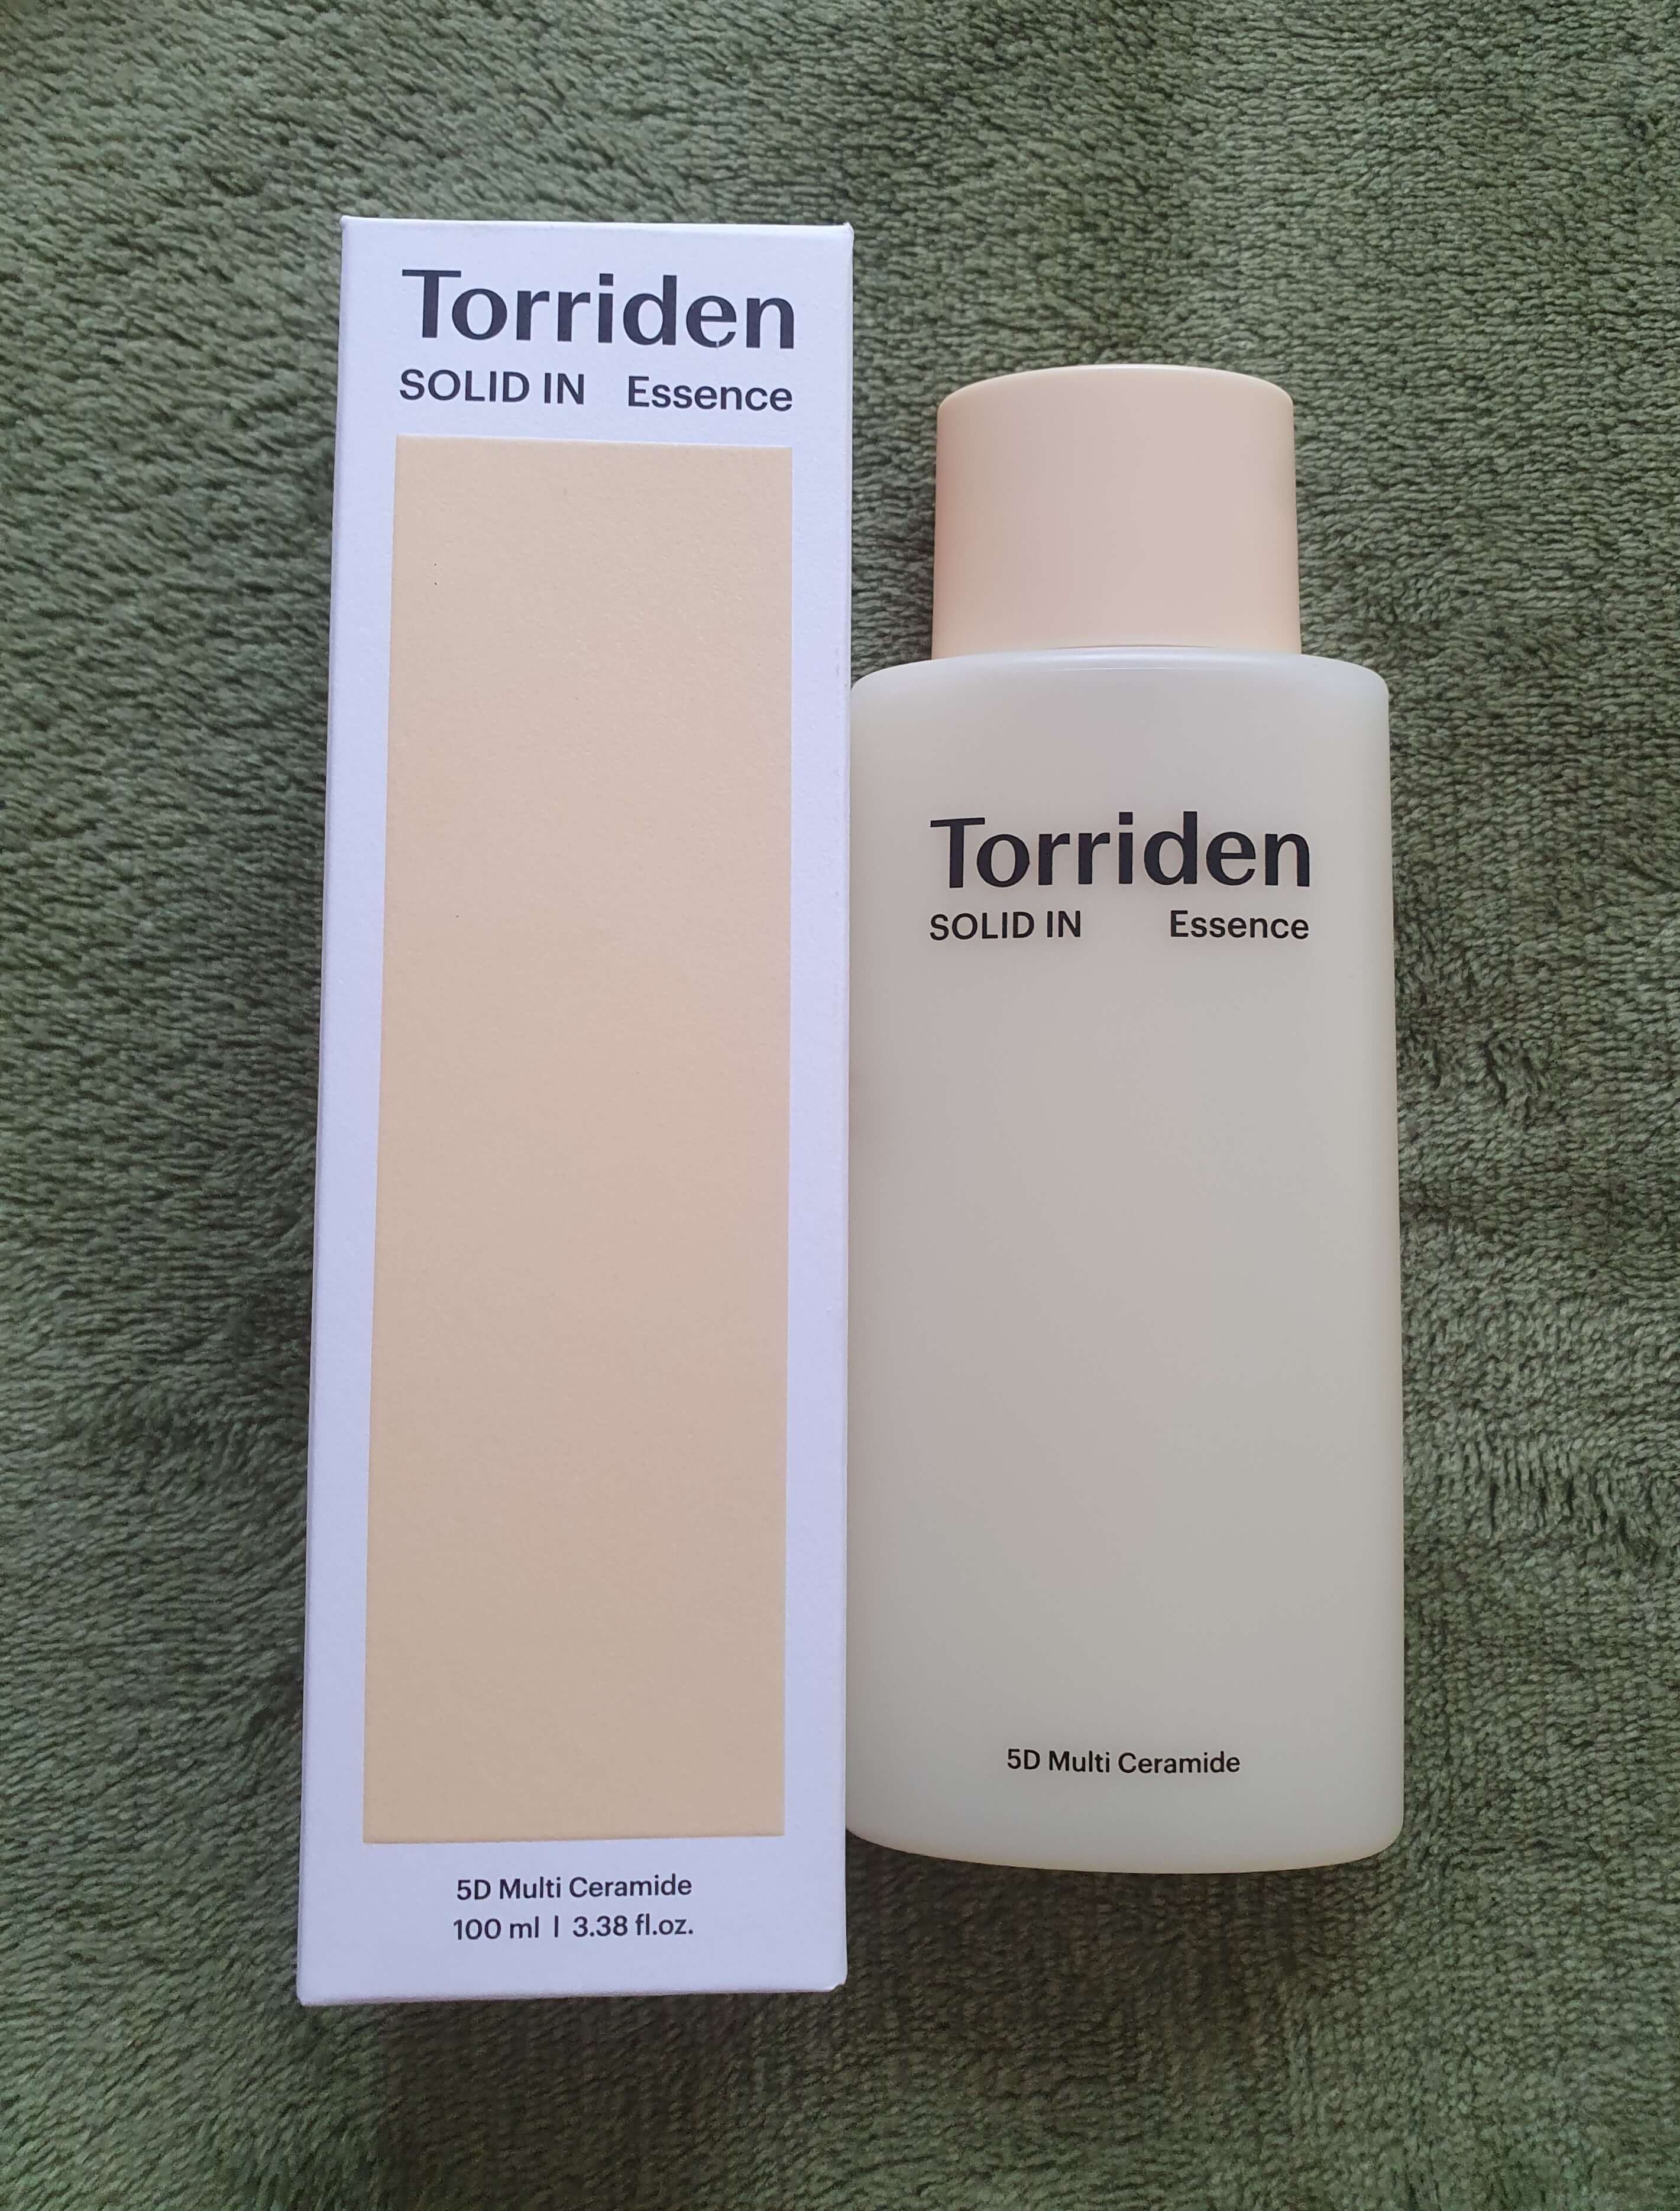 Torriden
SOLID IN Essence
5D Multi Ceramide
100 ml | 3.38 fl.oz.
Torriden
SOLID IN Essence
5D Multi Ceramide